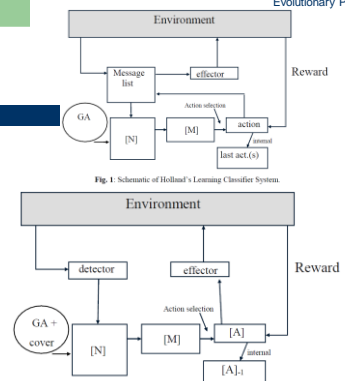 Evolutionary P
Environment
Message
list
effector
Reward
Action selection
GA
[N]
[M]
action
internal
last act.(s)
Fig. 1: Schematic of Holland's Learning Classifier System.
Environment
detector
effector
Reward
Action selection
GA +
cover
[N]
[M]
[A]
internal
[A]-1